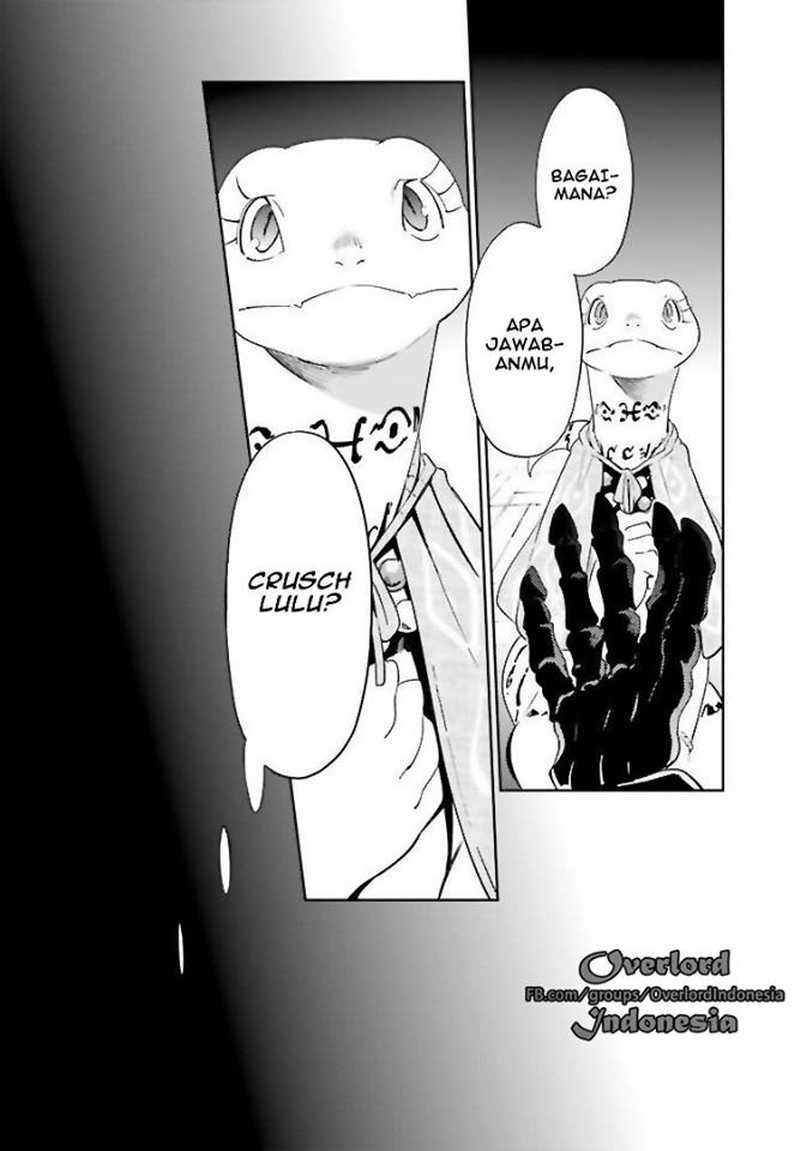 BAGAI-
MANA?
APA
JAWAB-
ANMU,
CRUSCH
LULU?
Overlord
FB.com/groups/OverlordIndonesia
Indonesia